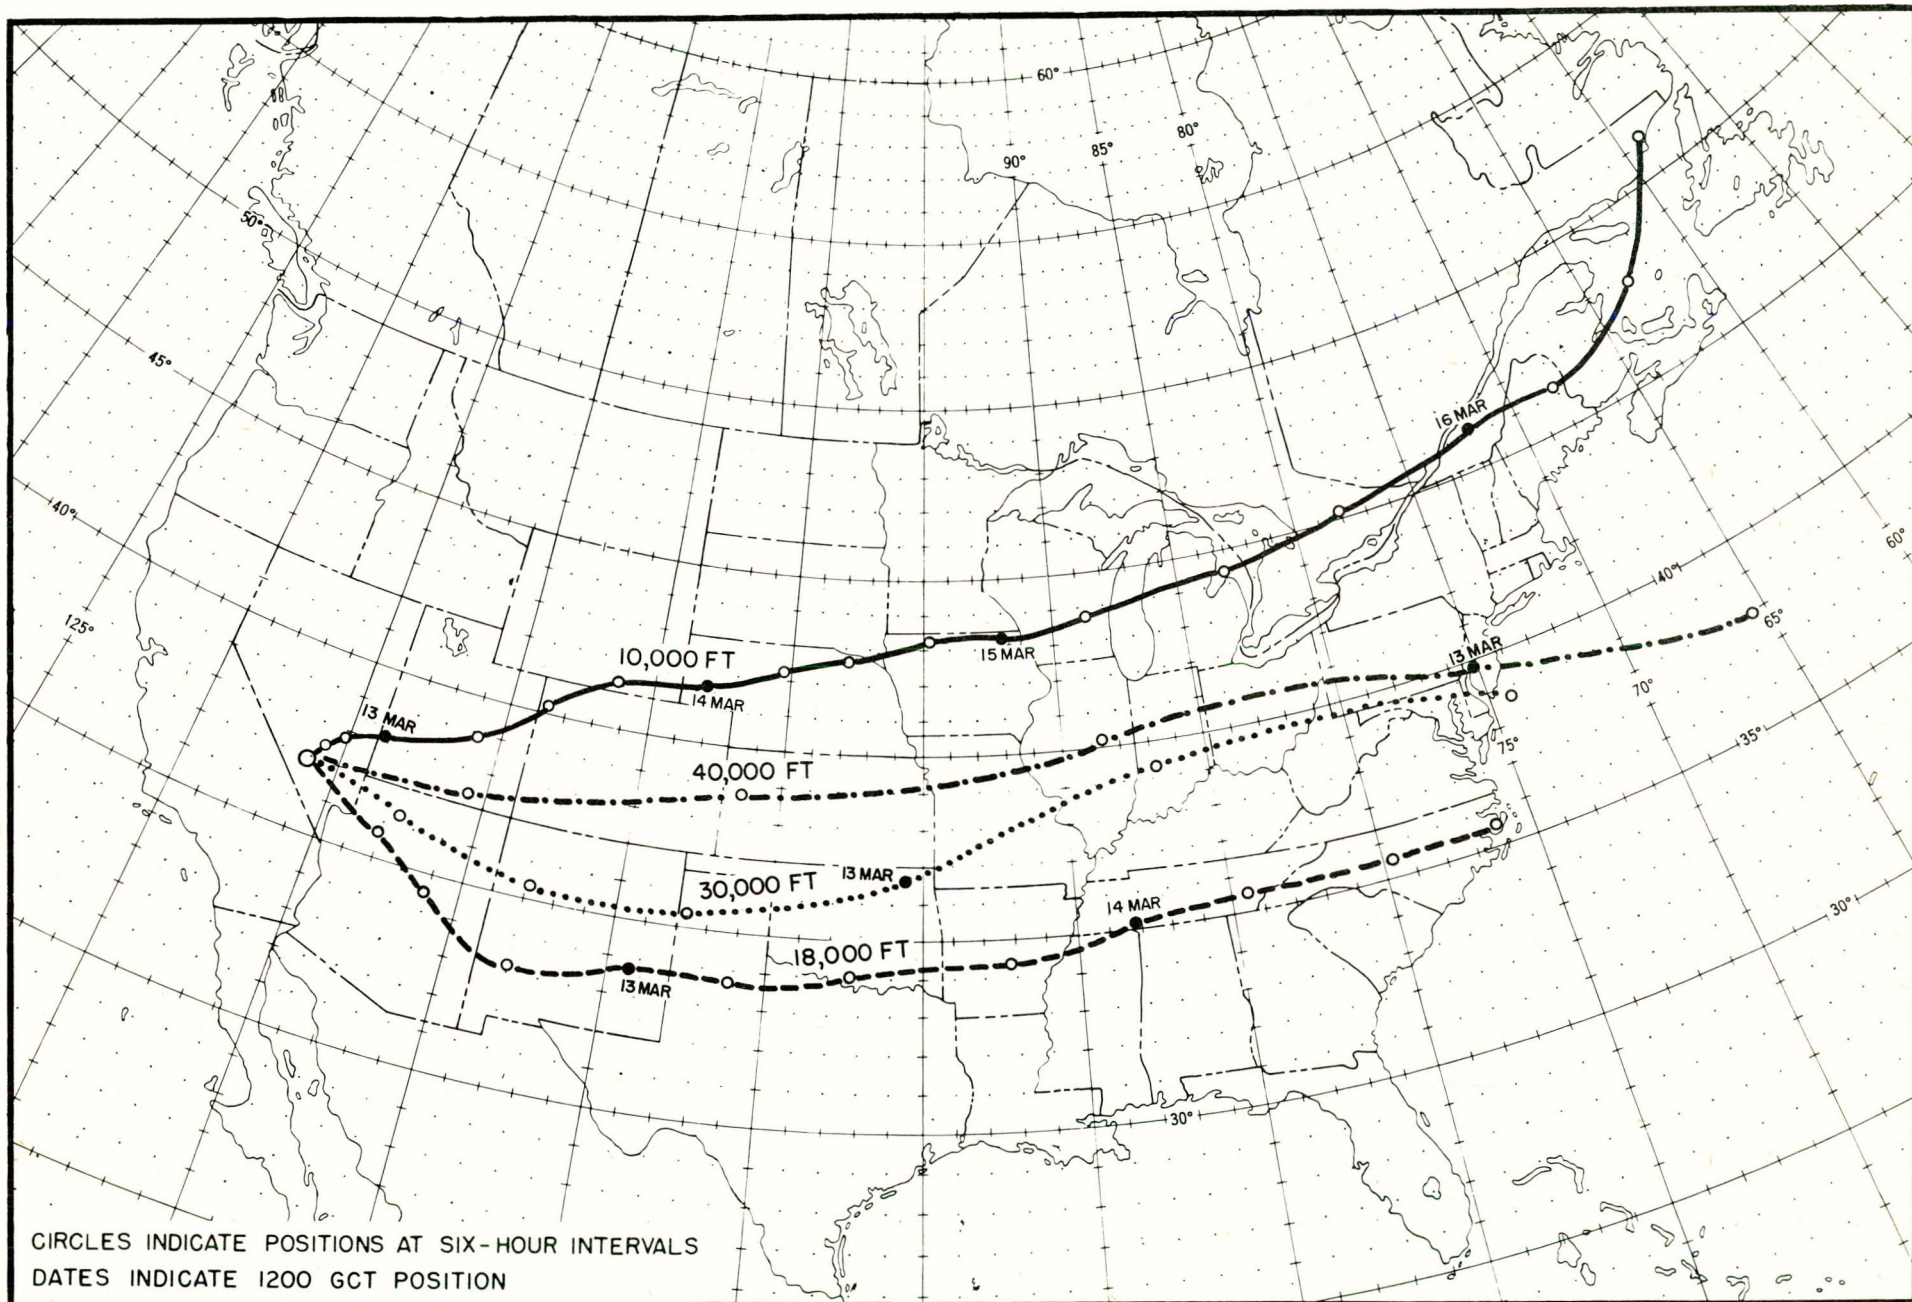 60°
80°
85°
90°
50°
45°
16 MAR
40°
60°
40°
125°
65°
13 MAR
15 MAR
10,000 FT
70°
14 MAR
13 MAR
75°
35°
40,000 FT
13 MAR
30,000 FT
14 MAR
30°
18,000 FT
13 MAR
30°
CIRCLES INDICATE POSITIONS AT SIX-HOUR INTERVALS
DATES INDICATE 1200 GCT POSITION